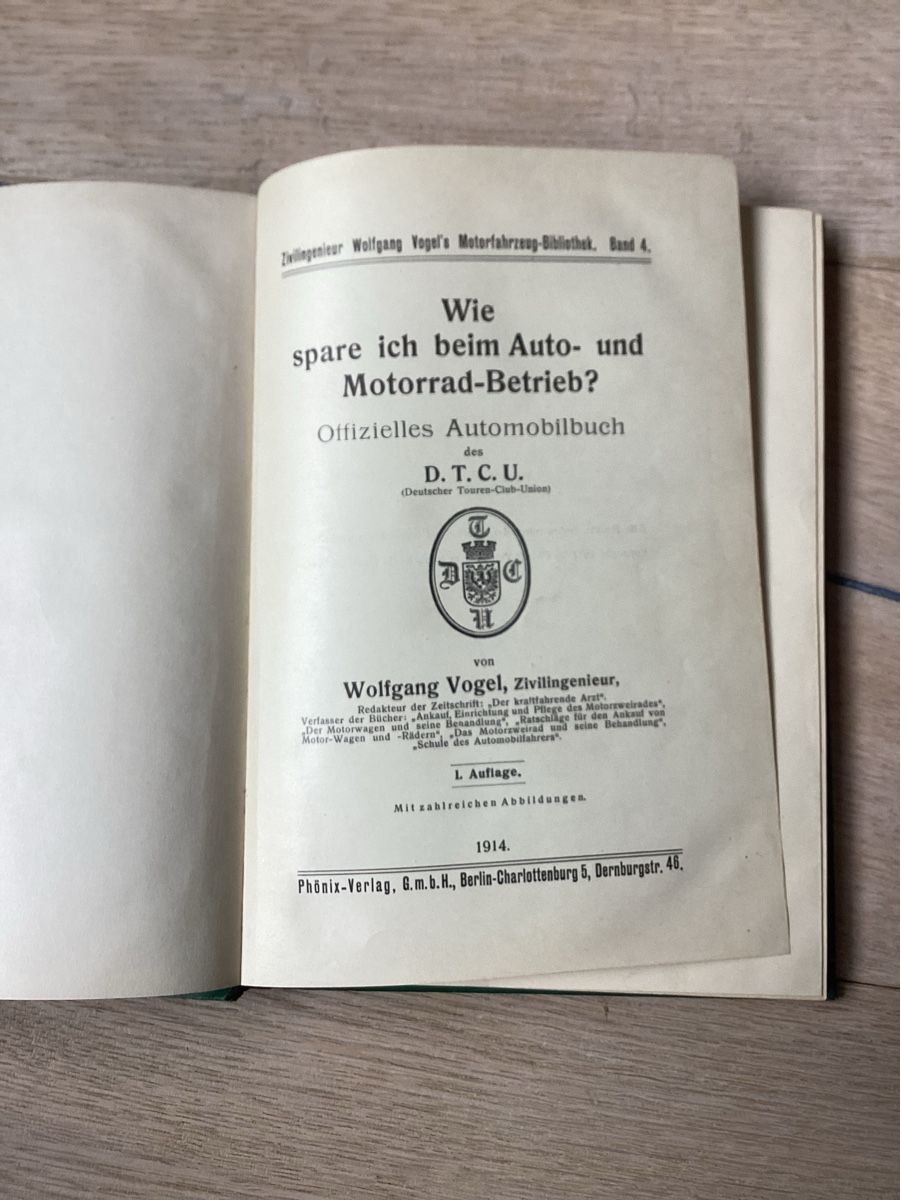 Zivilingenieur Wolfgang Vogel's Motorfahrzeug-Bibliothek. Band 4.
Wie
spare ich beim Auto- und
Motorrad-Betrieb?
Offizielles Automobilbuch
des
D. T. C. U.
(Deutscher Touren-Club-Union)
T
D C
U
von
Wolfgang Vogel, Zivilingenieur,
Redakteur der Zeitschrift: „Der kraftfahrende Arzt“.
Verfasser der Bücher: „Ankauf, Einrichtung und Pflege des Motorzweirades“,
„Der Motorwagen und seine Behandlung“, „Ratschläge für den Ankauf von
Motor-Wagen und -Rädern“, „Das Motorzweirad und seine Behandlung“,
„Schule des Automobilfahrers“.
I. Auflage.
Mit zahlreichen Abbildungen.
1914.
Phönix-Verlag, G.m.b.H., Berlin-Charlottenburg 5, Dernburgstr. 46.